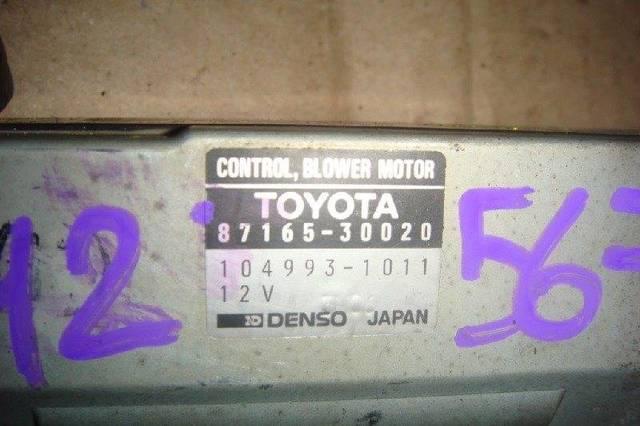 CONTROL, BLOWER MOTOR
TOYOTA
87165-30020
104993-1011
12V
DENSO JAPAN
12
56